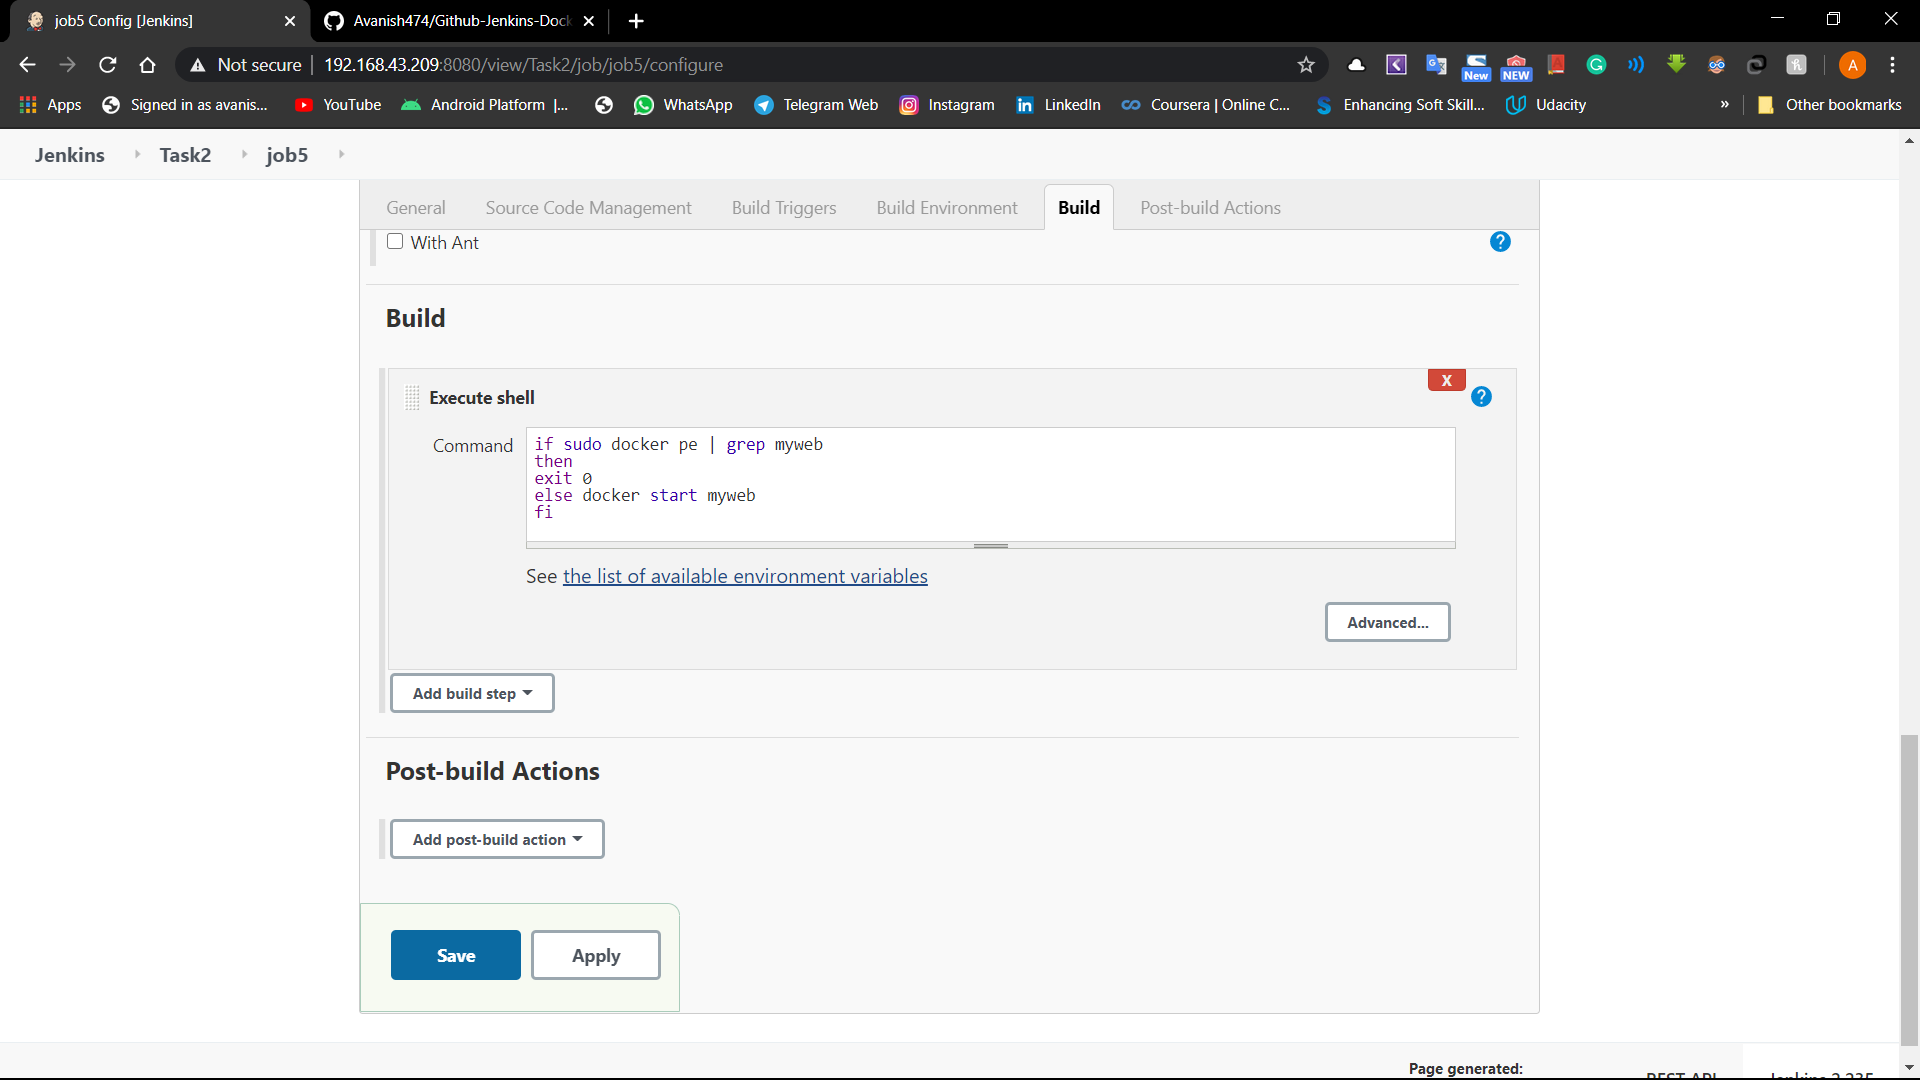 job5 Config [Jenkins]
Avanish474/Github-Jenkins-Dock
Not secure
192.168.43.209:8080/view/Task2/job/job5/configure
New
NEW
A
Apps
Signed in as avanis...
YouTube
Android Platform |...
WhatsApp
Telegram Web
Instagram
LinkedIn
Coursera | Online C...
Enhancing Soft Skill...
Udacity
»
Other bookmarks
Jenkins
Task2
job5
General
Source Code Management
Build Triggers
Build Environment
Build
Post-build Actions
With Ant
?
Build
X
Execute shell
?
Command
if sudo docker pe | grep myweb
then
exit 0
else docker start myweb
fi
See the list of available environment variables
Advanced...
Add build step
Post-build Actions
Add post-build action
Save
Apply
Page generated:
REST API
Jenkins 2.235